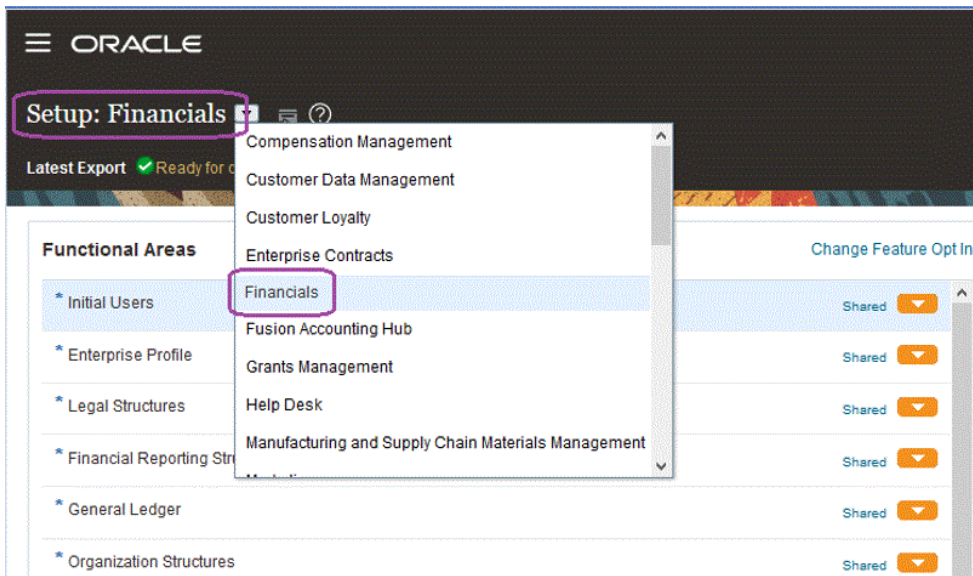 ORACLE
Setup: Financials
Latest Export Ready for
Compensation Management
Customer Data Management
Customer Loyalty
Enterprise Contracts
Financials
Fusion Accounting Hub
Grants Management
Help Desk
Manufacturing and Supply Chain Materials Management
Functional Areas
Change Feature Opt In
* Initial Users Shared
* Enterprise Profile Shared
* Legal Structures Shared
* Financial Reporting Shared
* General Ledger Shared
* Organization Structures Shared